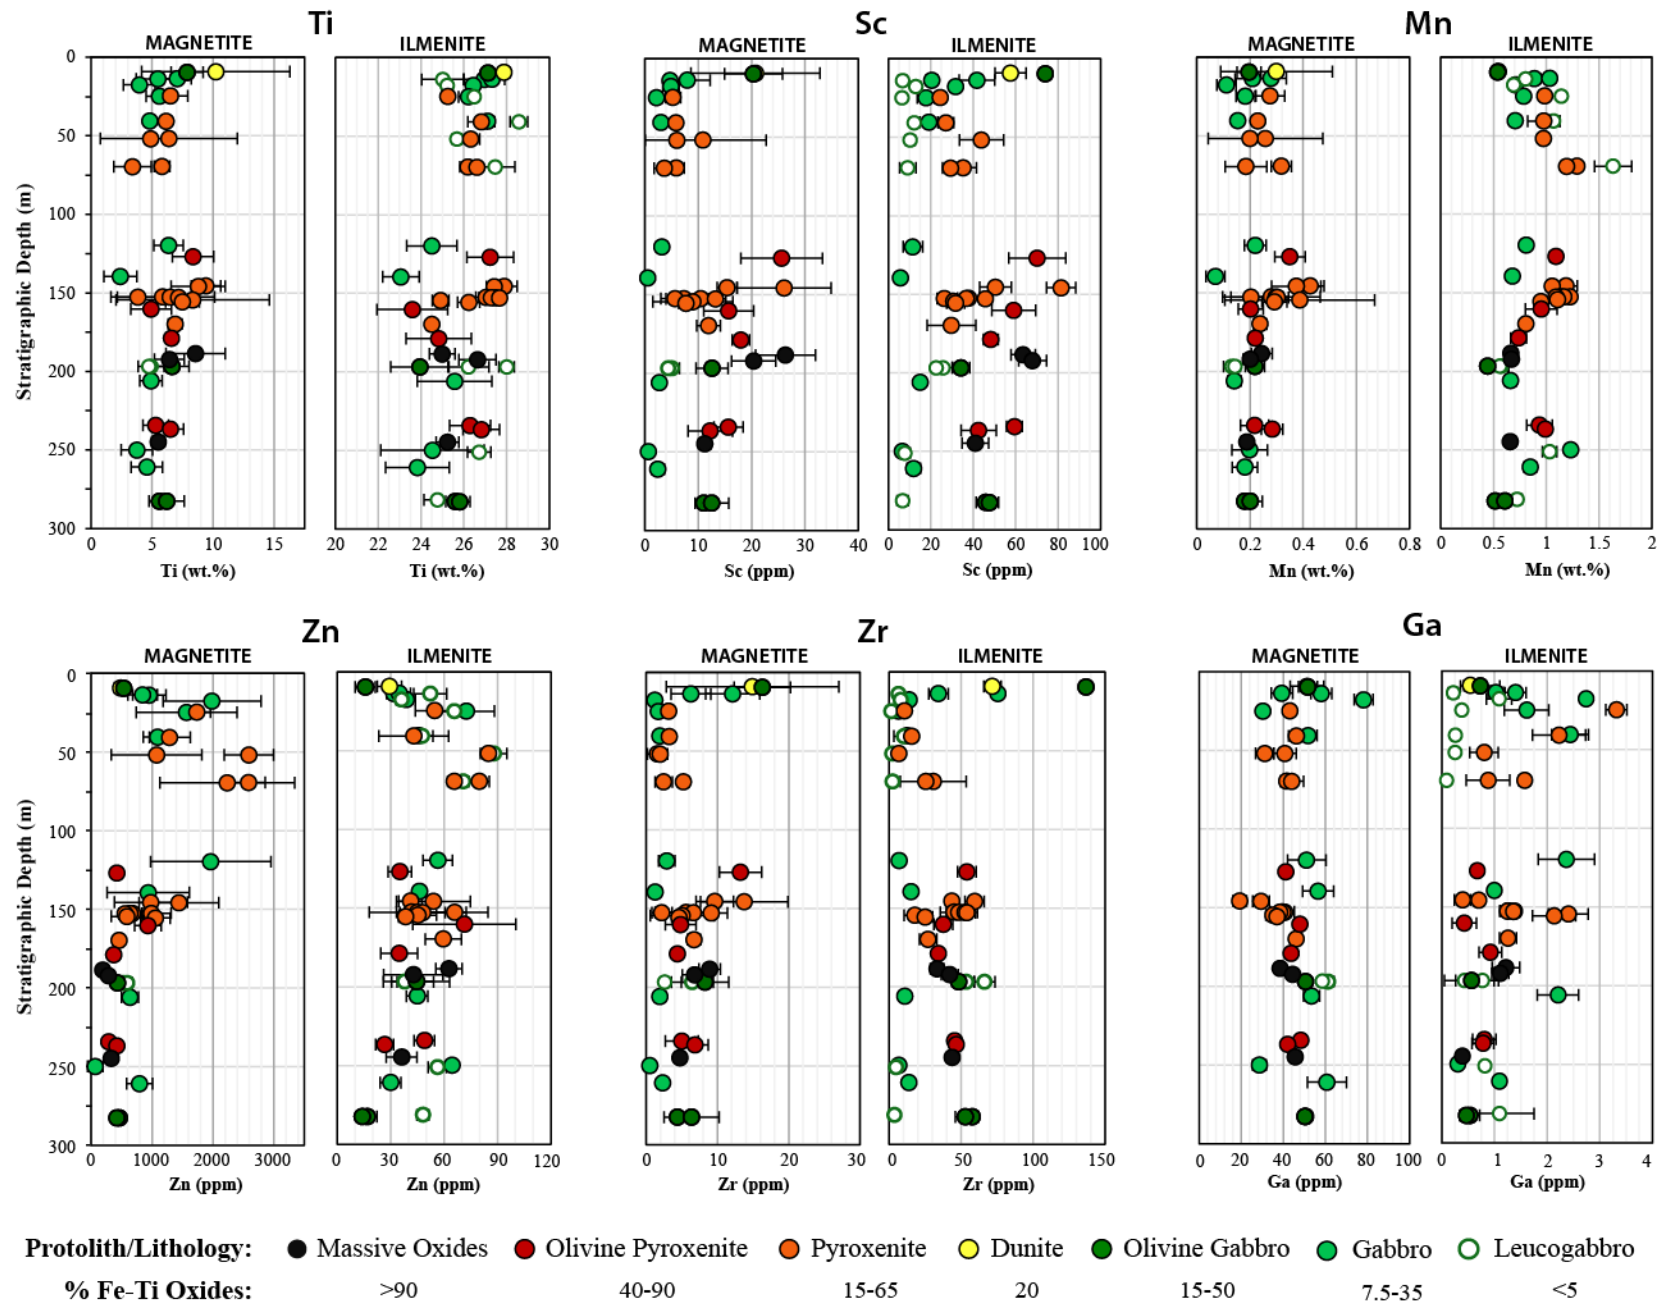 Ti Sc Mn
MAGNETITE ILMENITE MAGNETITE ILMENITE MAGNETITE ILMENITE
Stratigraphic Depth (m)
0
50
100
150
200
250
300
0 5 10 15 20 22 24 26 28 30 0 10 20 30 40 0 20 40 60 80 100 0 0.2 0.4 0.6 0.8 0 0.5 1 1.5 2
Ti (wt.%) Ti (wt.%) Sc (ppm) Sc (ppm) Mn (wt.%) Mn (wt.%)
Zn Zr Ga
MAGNETITE ILMENITE MAGNETITE ILMENITE MAGNETITE ILMENITE
Stratigraphic Depth (m)
0
50
100
150
200
250
300
0 1000 2000 3000 0 30 60 90 120 0 10 20 30 0 50 100 150 0 20 40 60 80 100 0 1 2 3 4
Zn (ppm) Zn (ppm) Zr (ppm) Zr (ppm) Ga (ppm) Ga (ppm)
Protolith/Lithology: Massive Oxides Olivine Pyroxenite Pyroxenite Dunite Olivine Gabbro Gabbro Leucogabbro
% Fe-Ti Oxides: >90 40-90 15-65 20 15-50 7.5-35 <5